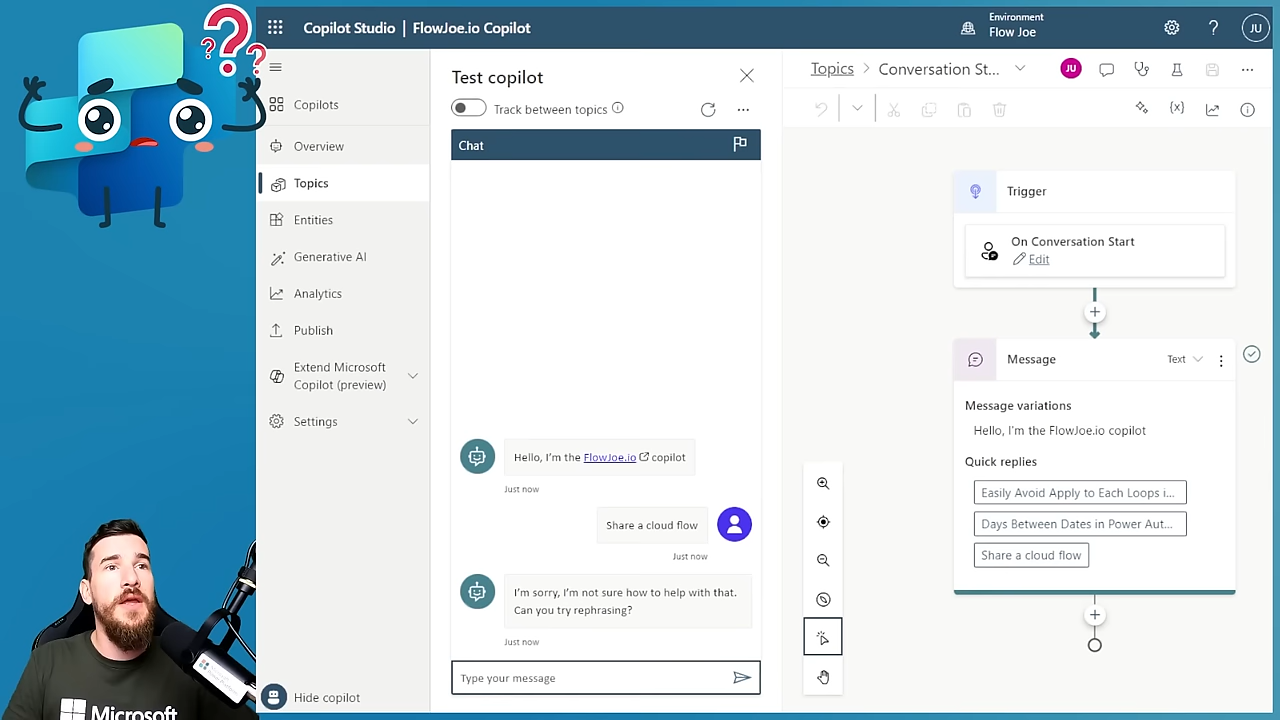 Copilot Studio | FlowJoe.io Copilot
Environment
Flow Joe
JU
Copilots
Overview
Topics
Entities
Generative AI
Analytics
Publish
Extend Microsoft
Copilot (preview)
Settings
Hide copilot
Test copilot
Track between topics
Chat
Hello, I'm the FlowJoe.io copilot
Just now
Share a cloud flow
Just now
I'm sorry, I'm not sure how to help with that.
Can you try rephrasing?
Just now
Type your message
Topics > Conversation St...
JU
Trigger
On Conversation Start
Edit
Message
Text
Message variations
Hello, I'm the FlowJoe.io copilot
Quick replies
Easily Avoid Apply to Each Loops i...
Days Between Dates in Power Aut...
Share a cloud flow
Microsoft